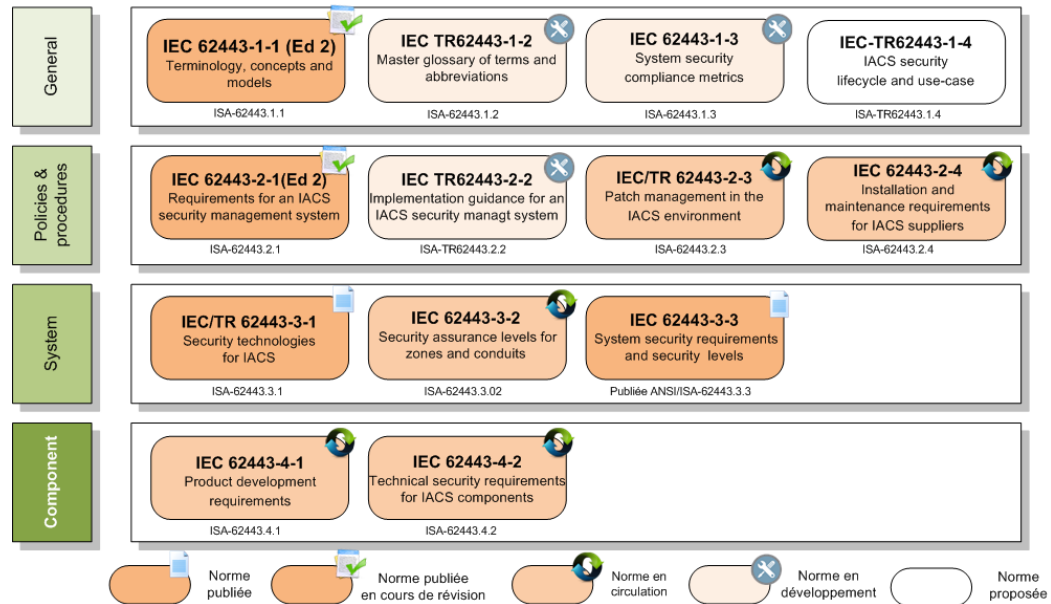 General
IEC 62443-1-1 (Ed 2)
Terminology, concepts and
models
ISA-62443.1.1
IEC TR62443-1-2
Master glossary of terms and
abbreviations
ISA-62443.1.2
IEC 62443-1-3
System security
compliance metrics
ISA-62443.1.3
IEC-TR62443-1-4
IACS security
lifecycle and use-case
ISA-TR62443.1.4
Policies &
procedures
IEC 62443-2-1(Ed 2)
Requirements for an IACS
security management system
ISA-62443.2.1
IEC TR62443-2-2
Implementation guidance for an
IACS security managt system
ISA-TR62443.2.2
IEC/TR 62443-2-3
Patch management in the
IACS environment
ISA-62443.2.3
IEC 62443-2-4
Installation and
maintenance requirements
for IACS suppliers
ISA-62443.2.4
System
IEC/TR 62443-3-1
Security technologies
for IACS
ISA-62443.3.1
IEC 62443-3-2
Security assurance levels for
zones and conduits
ISA-62443.3.02
IEC 62443-3-3
System security requirements
and security levels
Publiée ANSI/ISA-62443.3.3
Component
IEC 62443-4-1
Product development
requirements
ISA-62443.4.1
IEC 62443-4-2
Technical security requirements
for IACS components
ISA-62443.4.2
Norme
publiée
Norme publiée
en cours de révision
Norme en
circulation
Norme en
développement
Norme
proposée